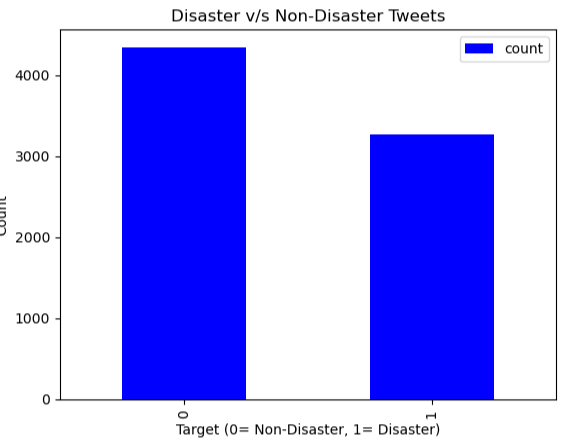 Disaster v/s Non-Disaster Tweets
count
4000
3000
2000
1000
0
Count
0
1
Target (0= Non-Disaster, 1= Disaster)